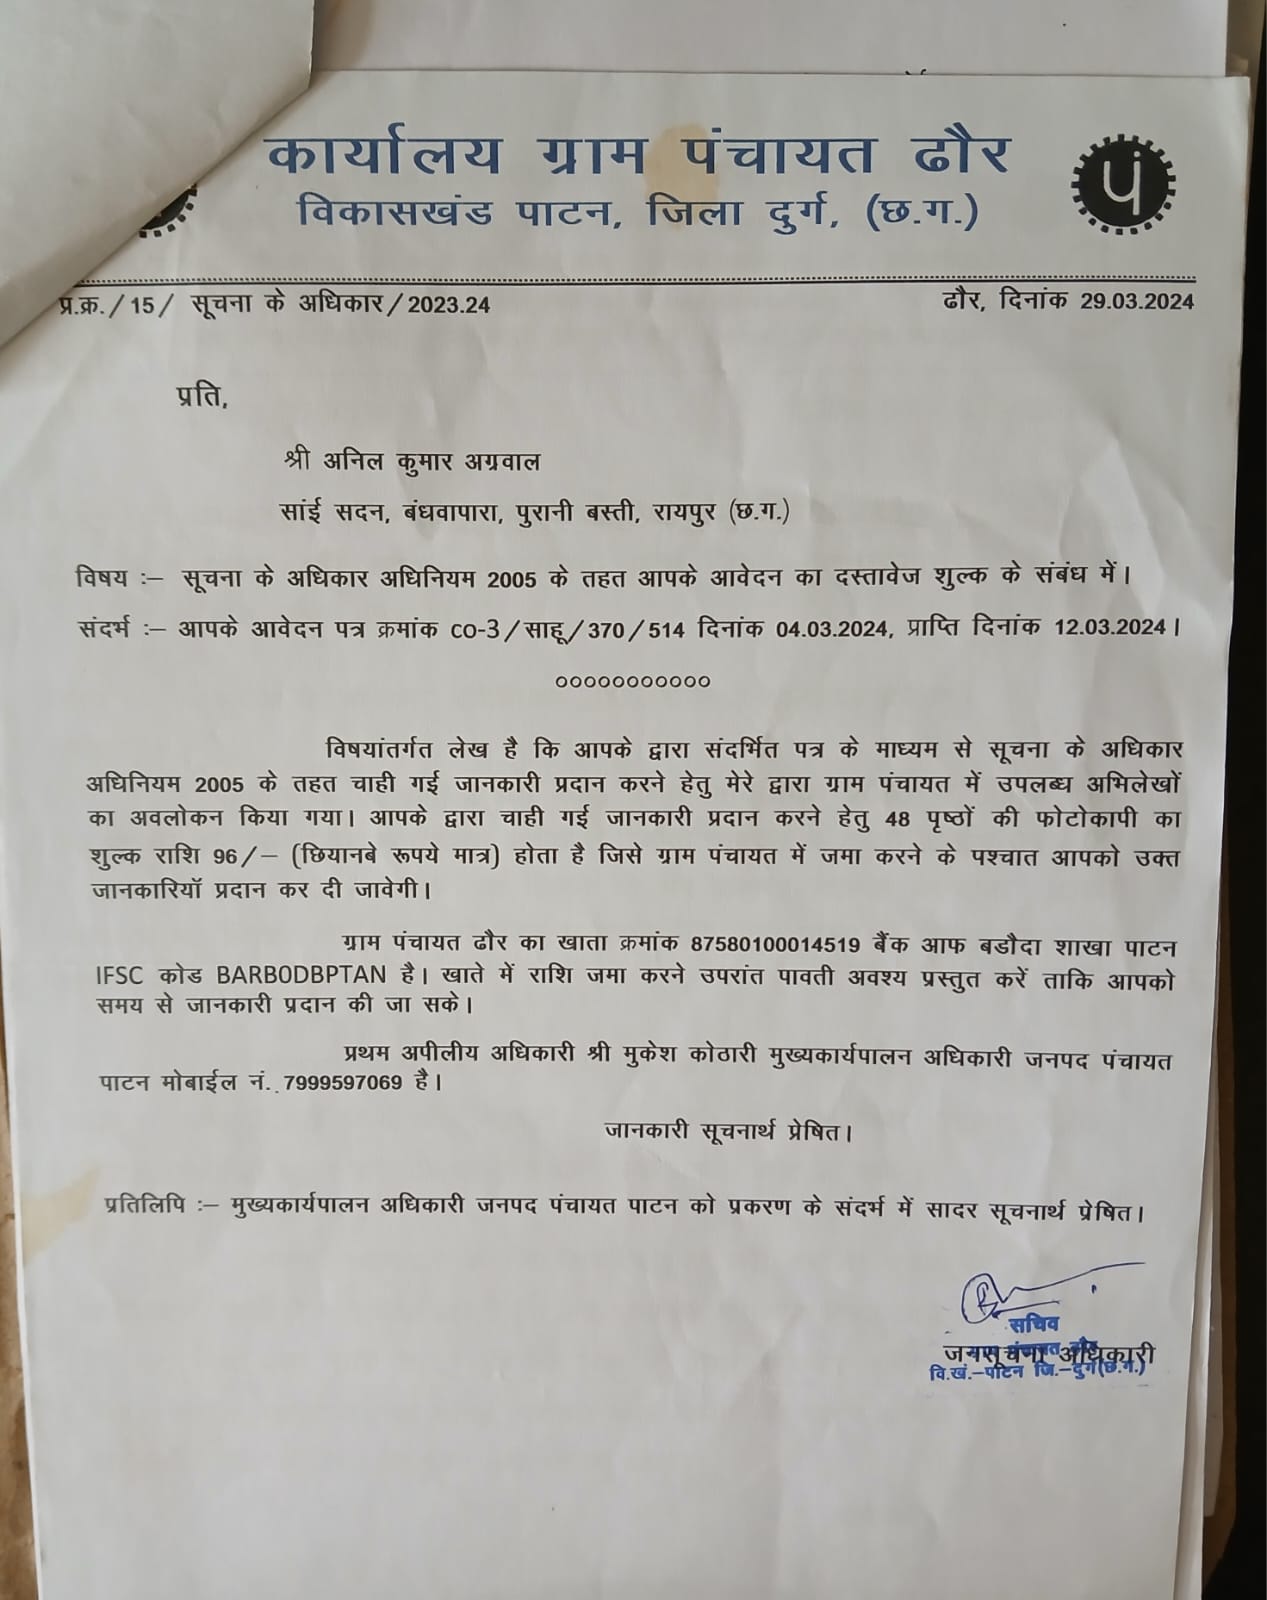 कार्यालय ग्राम पंचायत ढौर
विकासखंड पाटन, जिला दुर्ग, (छ.ग.)
पं
प्र.क्र./15/ सूचना के अधिकार/2023.24 ढौर, दिनांक 29.03.2024
प्रति,
श्री अनिल कुमार अग्रवाल
सांई सदन, बंधवापारा, पुरानी बस्ती, रायपुर (छ.ग.)
विषय :– सूचना के अधिकार अधिनियम 2005 के तहत आपके आवेदन का दस्तावेज शुल्क के संबंध में।
संदर्भ :– आपके आवेदन पत्र क्रमांक co-3/साहू/370/514 दिनांक 04.03.2024, प्राप्ति दिनांक 12.03.2024।
ooooooooooo
विषयांतर्गत लेख है कि आपके द्वारा संदर्भित पत्र के माध्यम से सूचना के अधिकार
अधिनियम 2005 के तहत चाही गई जानकारी प्रदान करने हेतु मेरे द्वारा ग्राम पंचायत में उपलब्ध अभिलेखों
का अवलोकन किया गया। आपके द्वारा चाही गई जानकारी प्रदान करने हेतु 48 पृष्ठों की फोटोकापी का
शुल्क राशि 96/– (छियानबे रूपये मात्र) होता है जिसे ग्राम पंचायत में जमा करने के पश्चात आपको उक्त
जानकारियॉ प्रदान कर दी जावेगी।
ग्राम पंचायत ढौर का खाता क्रमांक 87580100014519 बैंक आफ बडौदा शाखा पाटन
IFSC कोड BARB0DBPTAN है। खाते में राशि जमा करने उपरांत पावती अवश्य प्रस्तुत करें ताकि आपको
समय से जानकारी प्रदान की जा सके।
प्रथम अपीलीय अधिकारी श्री मुकेश कोठारी मुख्यकार्यपालन अधिकारी जनपद पंचायत
पाटन मोबाईल नं. 7999597069 है।
जानकारी सूचनार्थ प्रेषित।
प्रतिलिपि :– मुख्यकार्यपालन अधिकारी जनपद पंचायत पाटन को प्रकरण के संदर्भ में सादर सूचनार्थ प्रेषित।
सचिव
जनसूचना अधिकारी
वि.खं.–पाटन जि.–दुर्ग(छ.ग.)